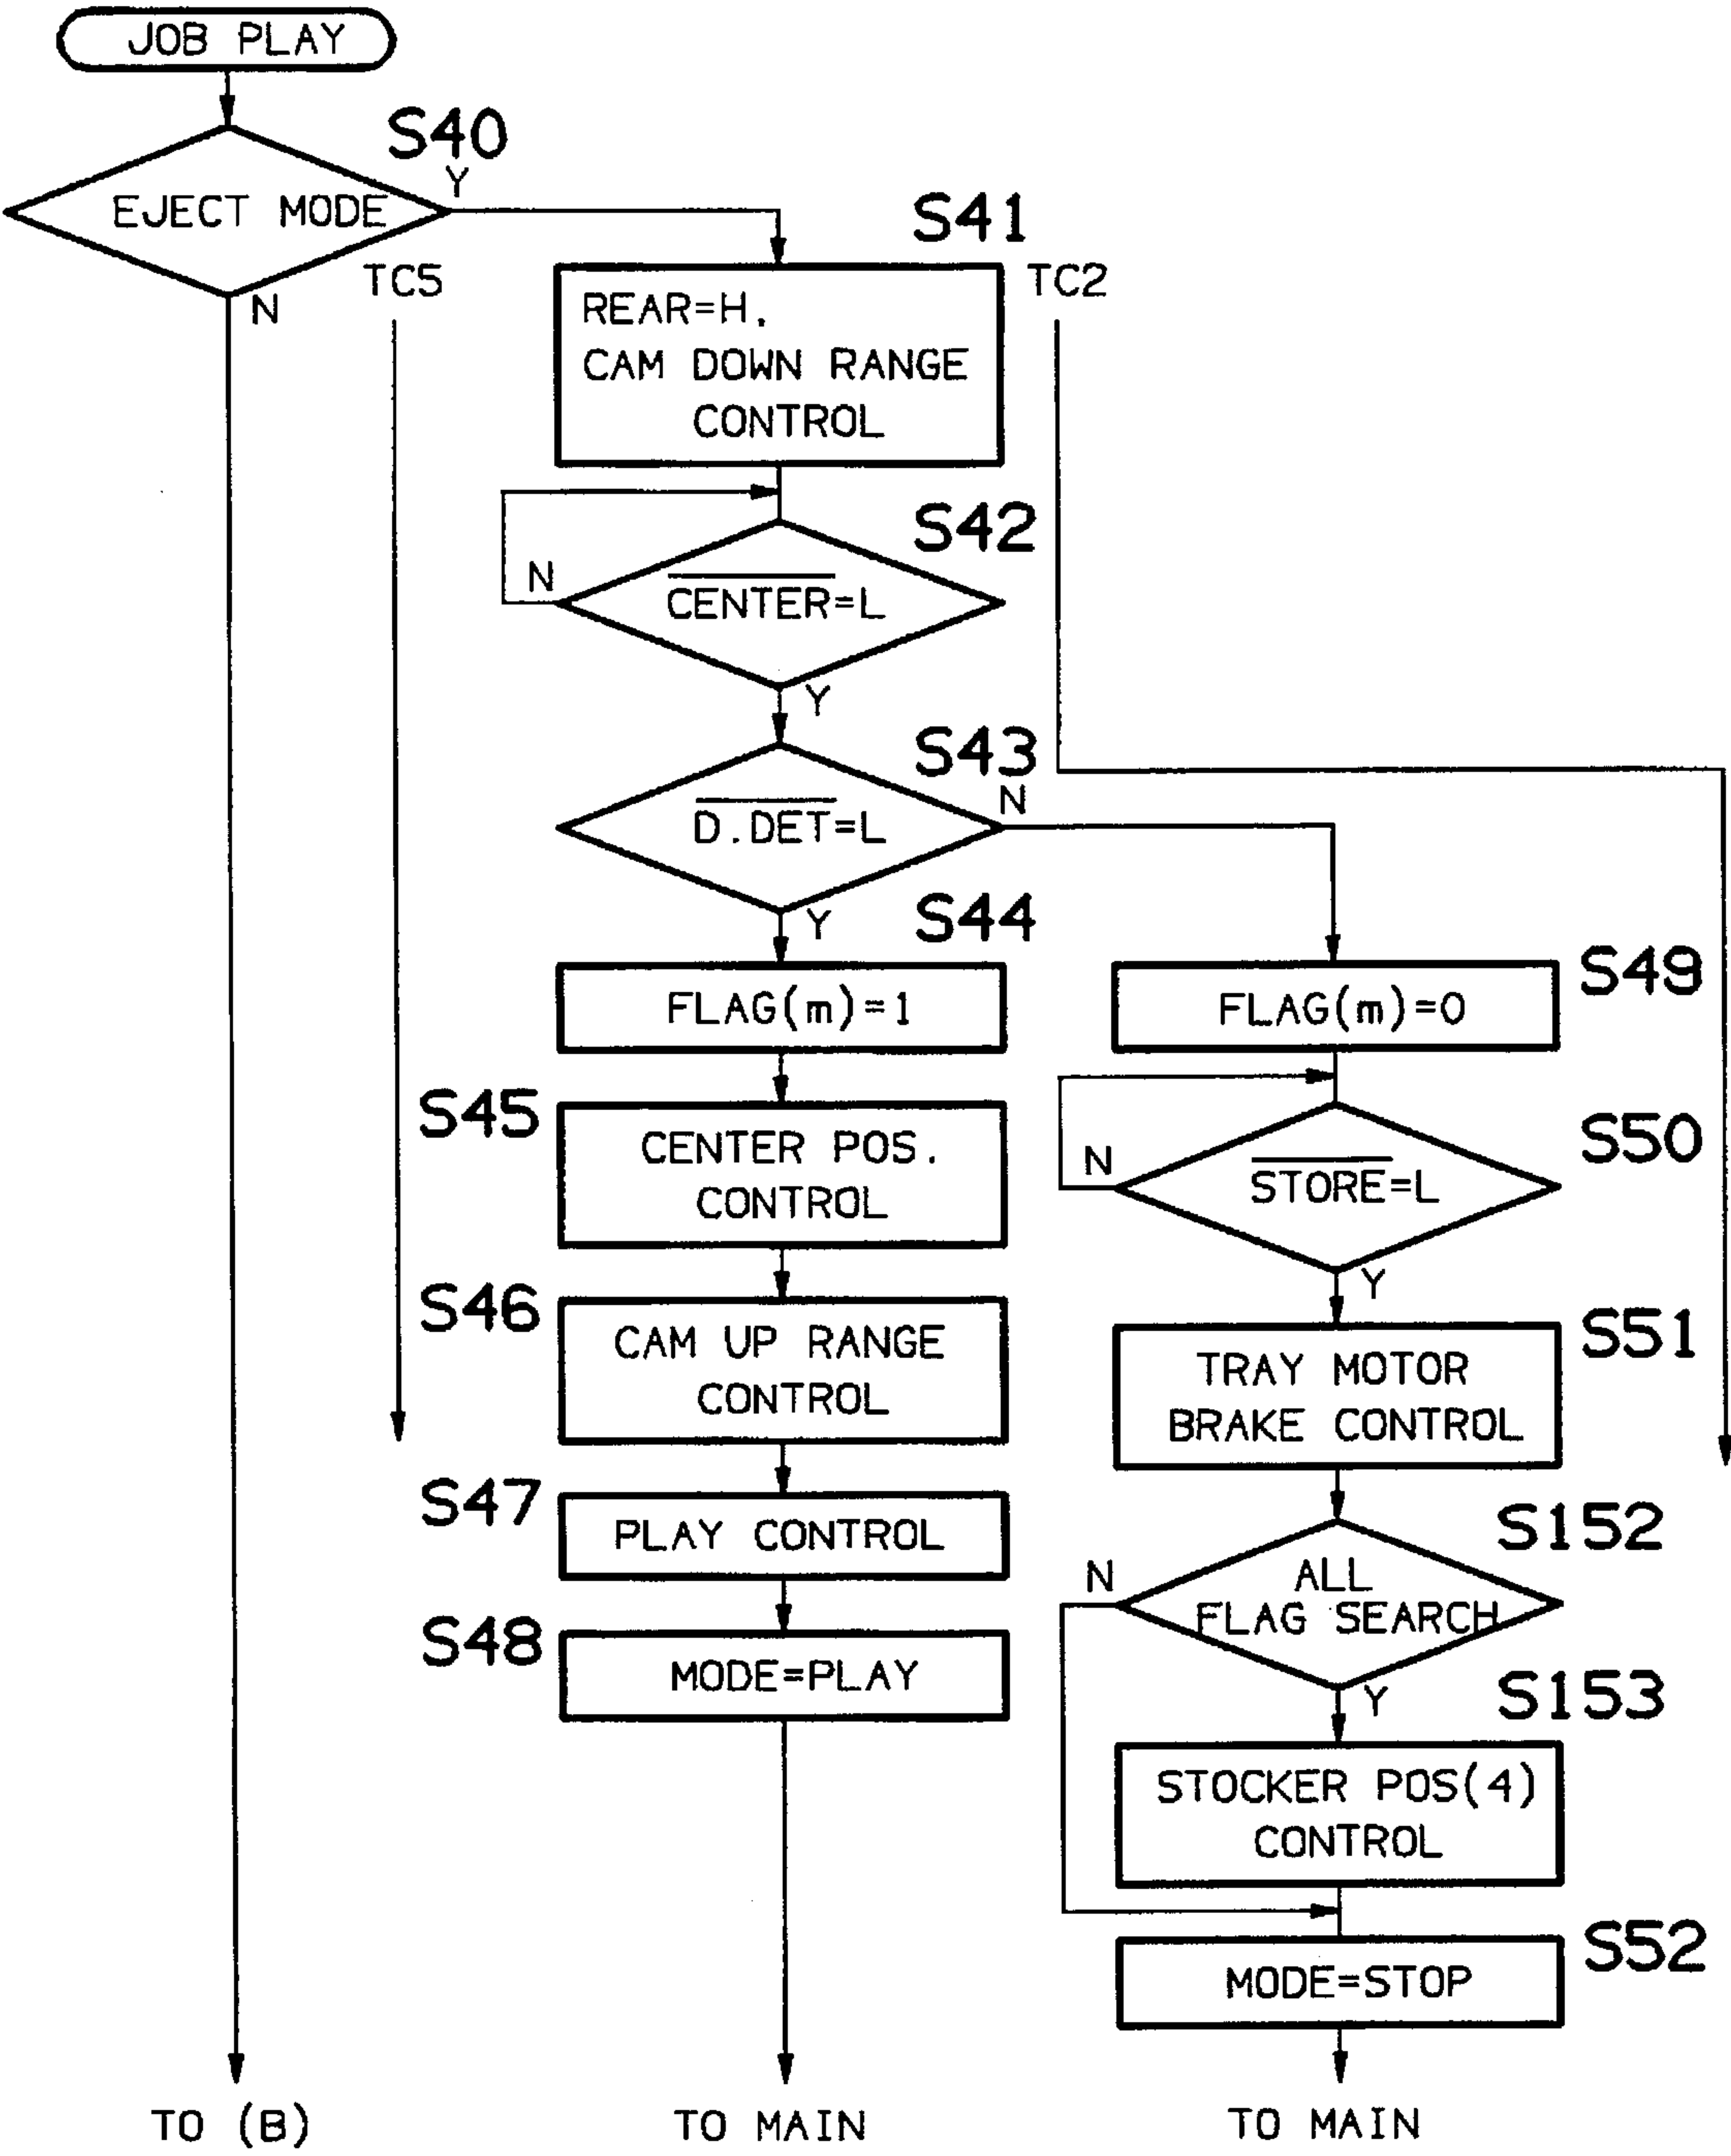 JOB PLAY
S40
Y
EJECT MODE
N
TC5
S41
REAR=H.
CAM DOWN RANGE
CONTROL
TC2
S42
N
C̅E̅N̅T̅E̅R̅=L
Y
S43
N
D̅.̅D̅E̅T̅=L
Y
S44
FLAG(m)=1
S45
CENTER POS.
CONTROL
S46
CAM UP RANGE
CONTROL
S47
PLAY CONTROL
S48
MODE=PLAY
S49
FLAG(m)=0
S50
N
S̅T̅O̅R̅E̅=L
Y
S51
TRAY MOTOR
BRAKE CONTROL
S152
N
ALL
FLAG SEARCH
Y
S153
STOCKER POS(4)
CONTROL
S52
MODE=STOP
TO (B)
TO MAIN
TO MAIN